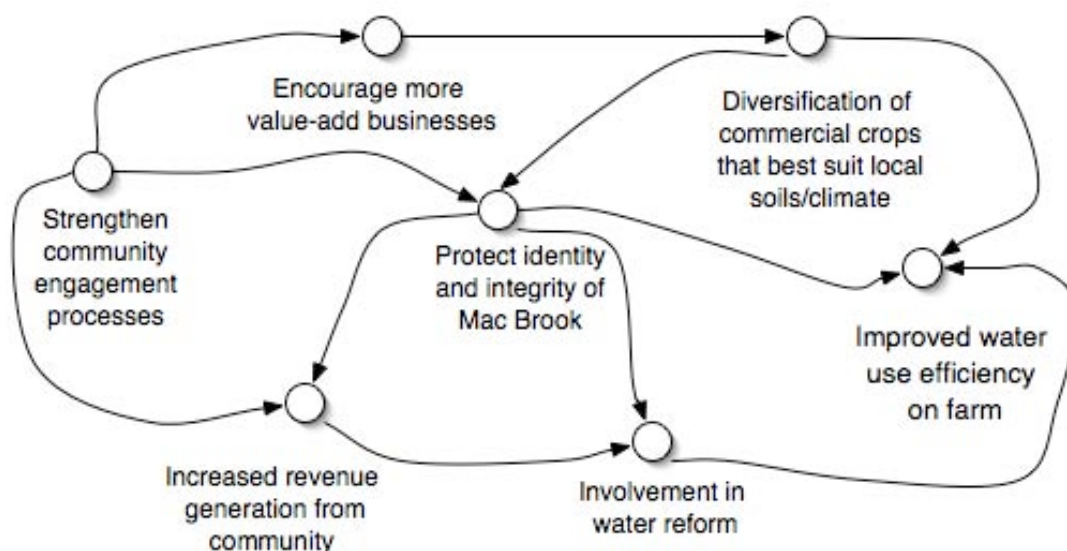 Encourage more
value-add businesses
Diversification of
commercial crops
that best suit local
soils/climate
Strengthen
community
engagement
processes
Protect identity
and integrity of
Mac Brook
Improved water
use efficiency
on farm
Increased revenue
generation from
community
Involvement in
water reform